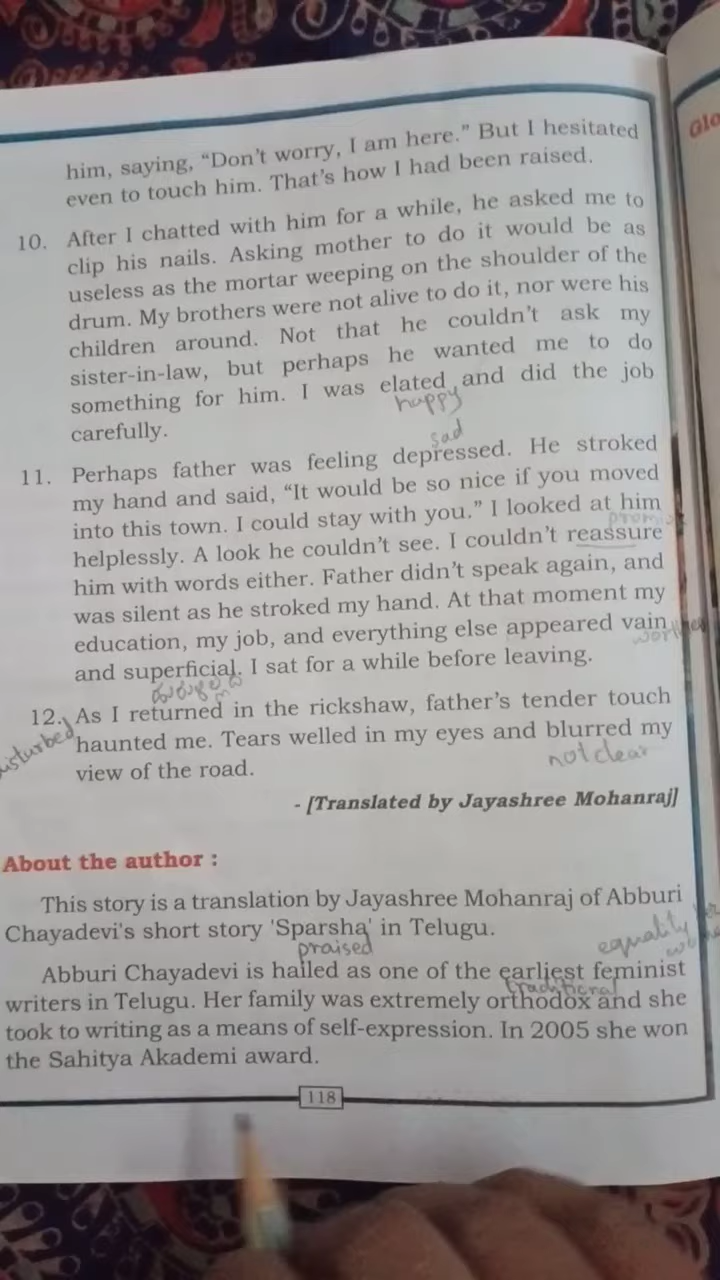 him, saying, “Don’t worry, I am here.” But I hesitated
even to touch him. That’s how I had been raised.
Glo
10. After I chatted with him for a while, he asked me to
clip his nails. Asking mother to do it would be as
useless as the mortar weeping on the shoulder of the
drum. My brothers were not alive to do it, nor were his
children around. Not that he couldn’t ask my
sister-in-law, but perhaps he wanted me to do
something for him. I was elated and did the job
happy
carefully.
sad
11. Perhaps father was feeling depressed. He stroked
my hand and said, “It would be so nice if you moved
into this town. I could stay with you.” I looked at him
helplessly. A look he couldn’t see. I couldn’t reassure
him with words either. Father didn’t speak again, and
was silent as he stroked my hand. At that moment my
education, my job, and everything else appeared vain
and superficial. I sat for a while before leaving.
12. As I returned in the rickshaw, father’s tender touch
isturbed haunted me. Tears welled in my eyes and blurred my
not clear
view of the road.
- [Translated by Jayashree Mohanraj]
About the author :
This story is a translation by Jayashree Mohanraj of Abburi
Chayadevi's short story 'Sparsha' in Telugu.
praised equality
Abburi Chayadevi is hailed as one of the earliest feminist
traditional
writers in Telugu. Her family was extremely orthodox and she
took to writing as a means of self-expression. In 2005 she won
the Sahitya Akademi award.
118